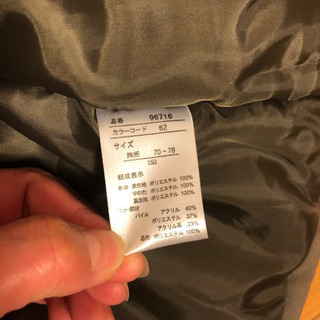 品番 96716
カラーコード 62
サイズ
胸囲 70-78
150
組成表示
本体 表生地 ポリエステル 100%
中わた ポリエステル 100%
裏生地 ポリエステル 100%
ファー部分
パイル アクリル 40%
ポリエステル 37%
アクリル系 23%
基布 ポリエステル 100%